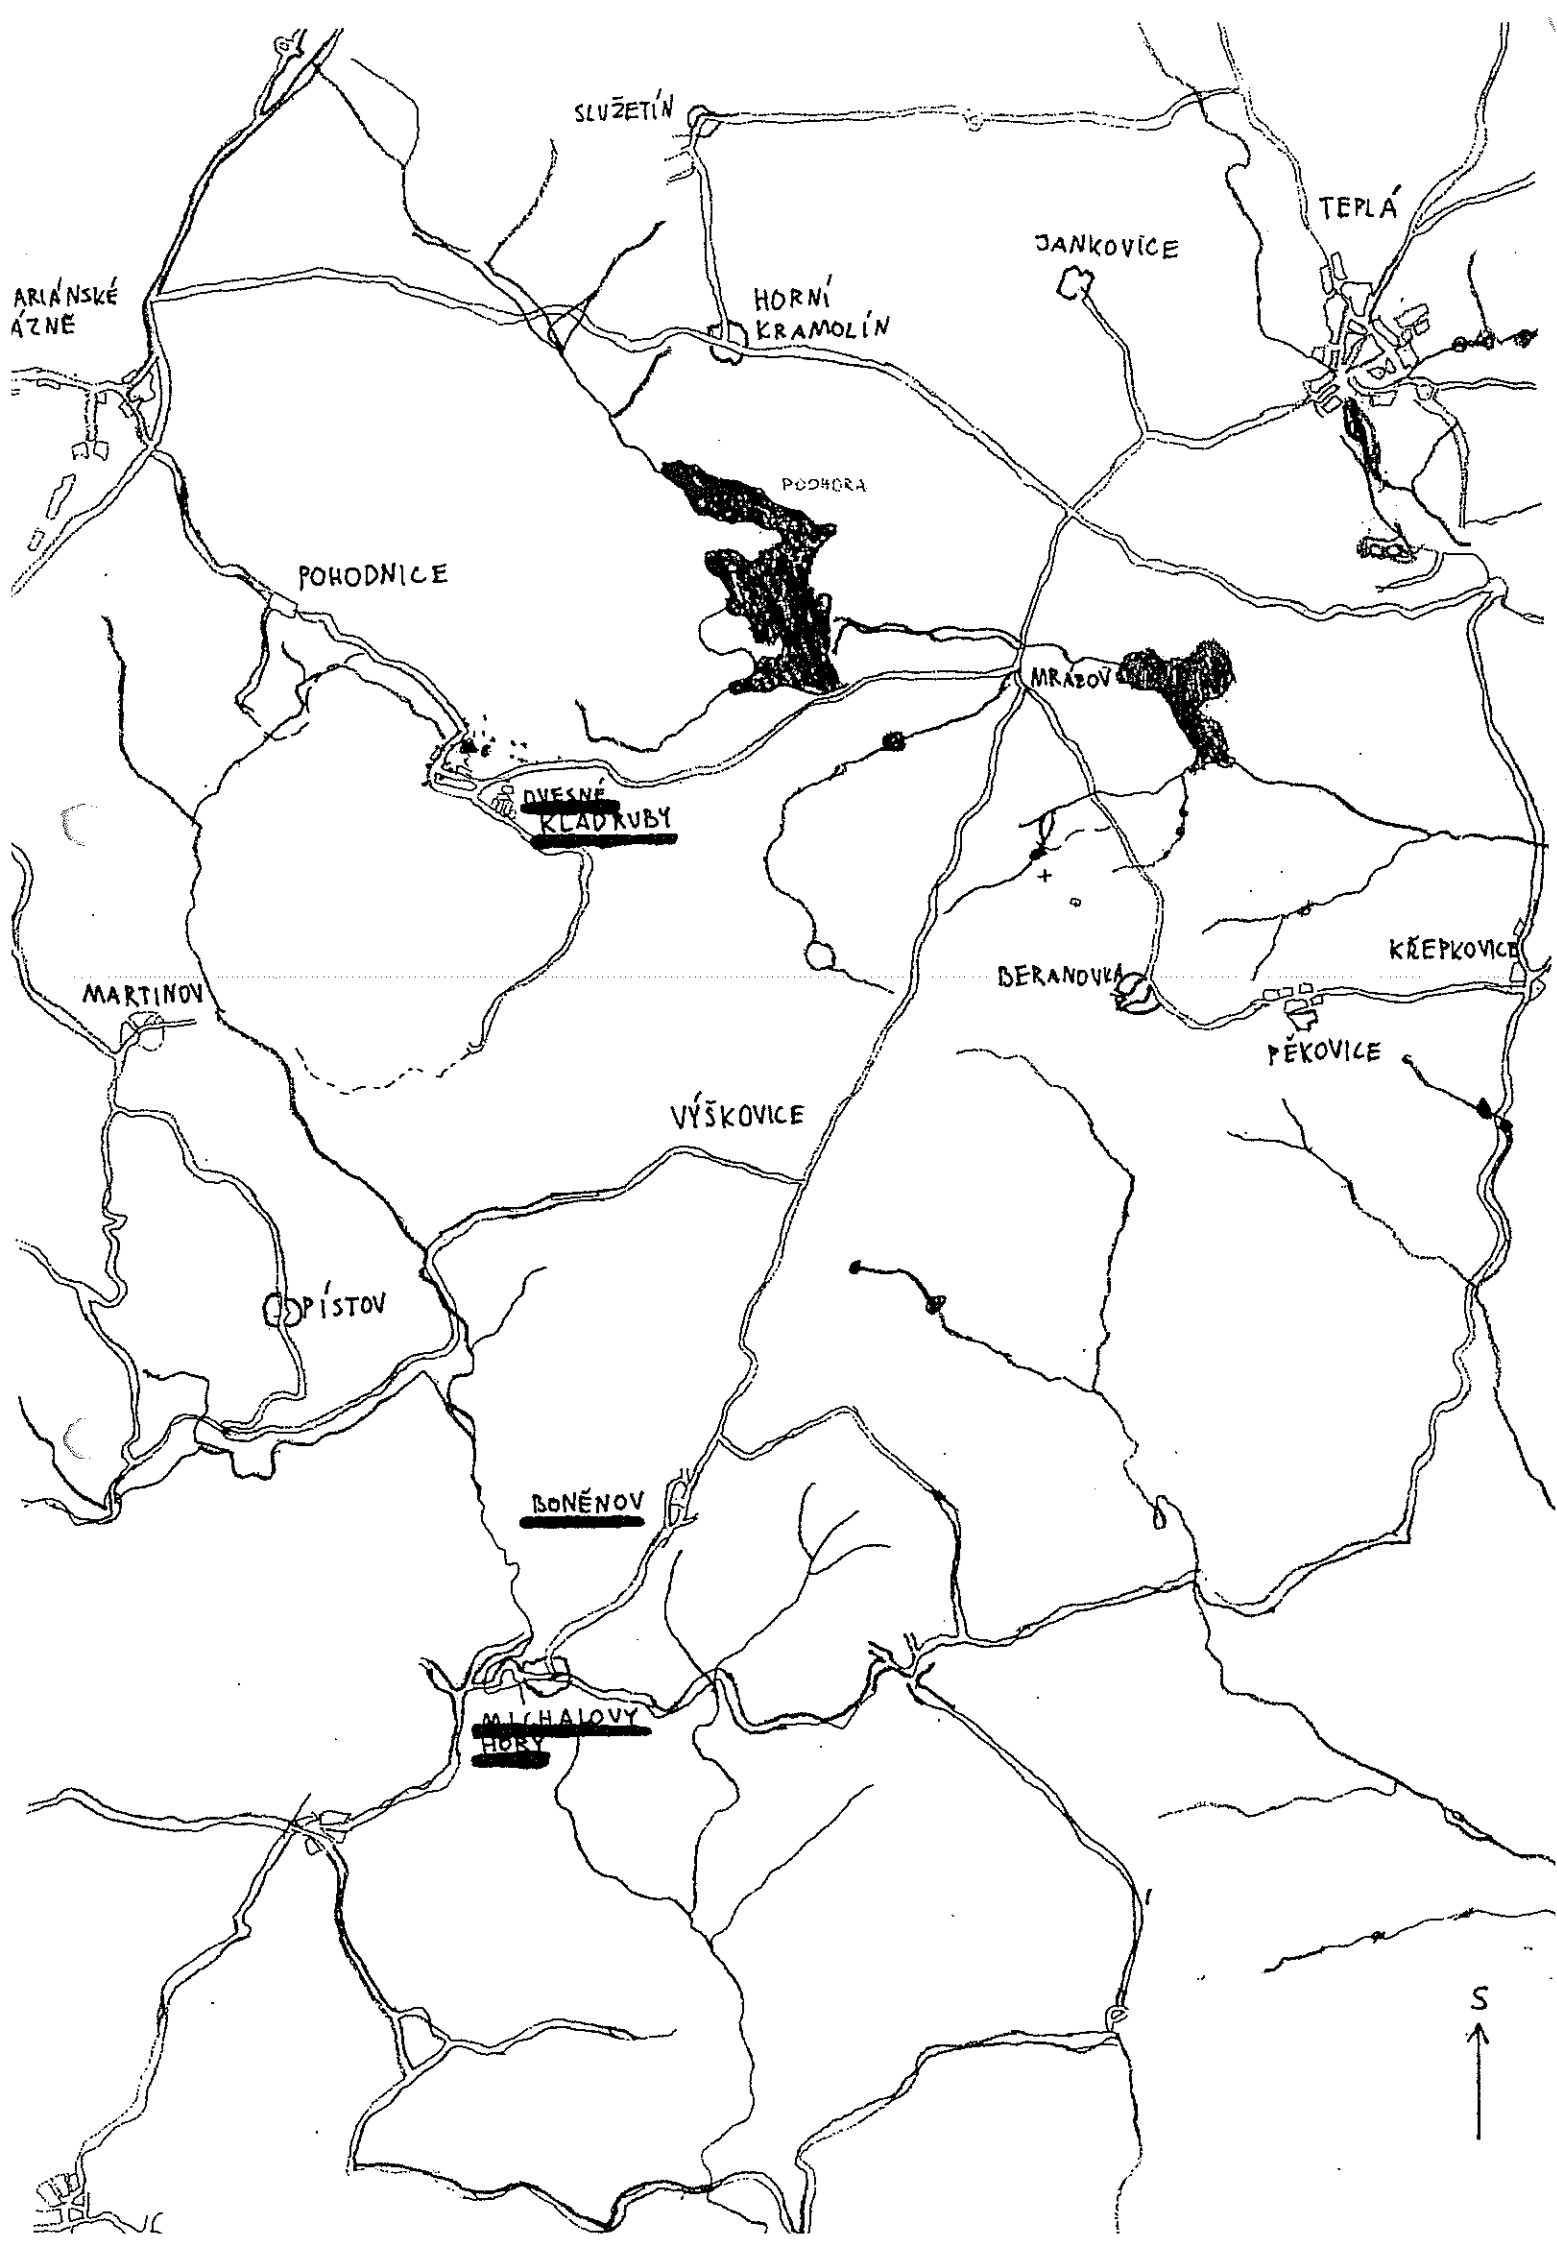 SLUŽETÍN
TEPLÁ
JANKOVICE
ARIÁNSKÉ
ÁZNĚ
HORNÍ
KRAMOLÍN
PODHORA
POHODNICE
MRAZOV
OVESNÉ
KLADRUBY
KŘEPKOVICE
BERANOVKA
MARTINOV
PĚKOVICE
VÝŠKOVICE
PÍSTOV
BONĚNOV
MICHALOVY
HORY
S